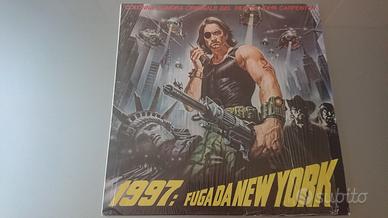 COLONNA SONORA ORIGINALE DEL FILM DI JOHN CARPENTER
1997: FUGA DA NEW YORK
subito